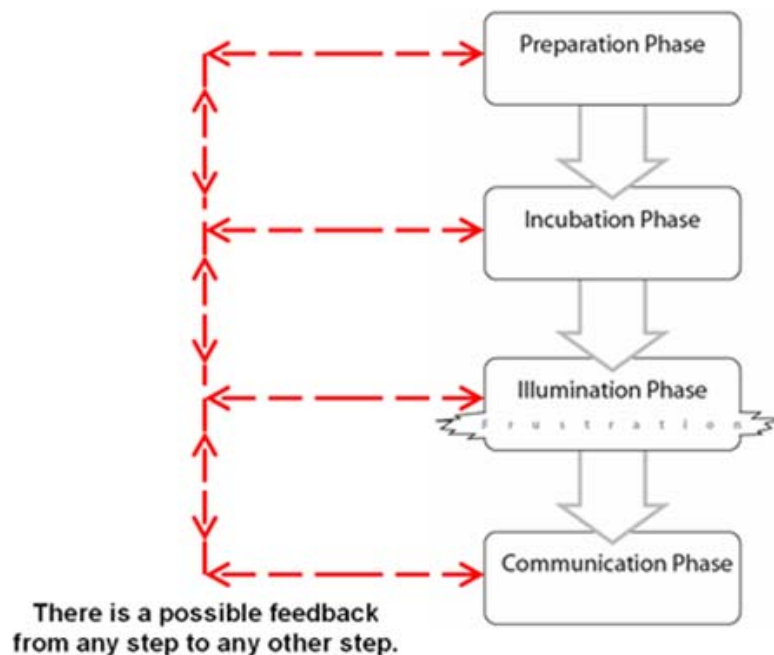 Preparation Phase
Incubation Phase
Illumination Phase
Frustration
Communication Phase
There is a possible feedback
from any step to any other step.